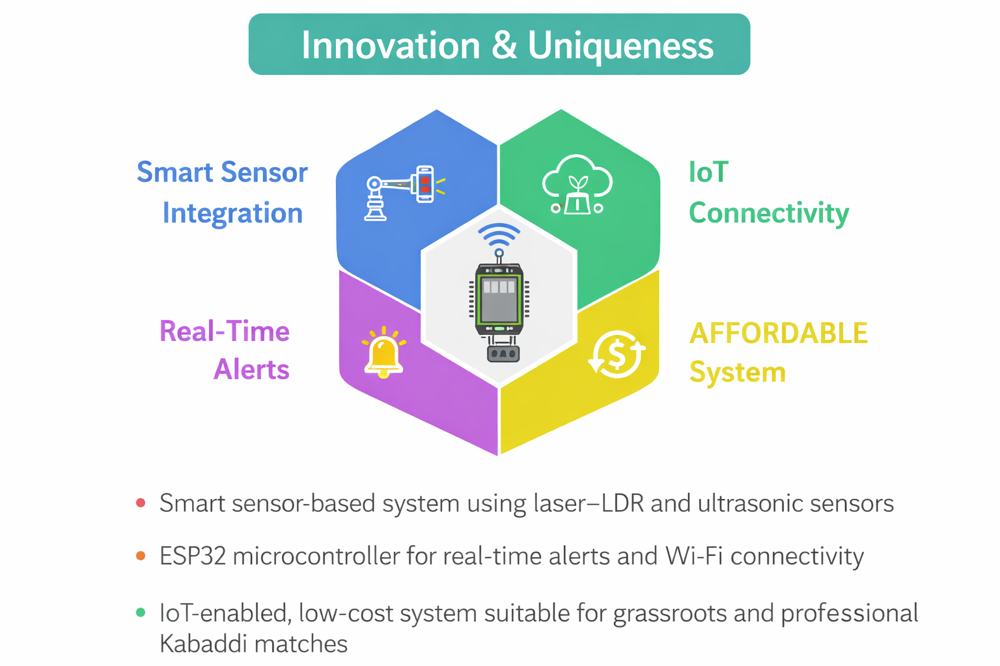 Innovation & Uniqueness
Smart Sensor
Integration
IoT
Connectivity
Real-Time
Alerts
AFFORDABLE
System
• Smart sensor-based system using laser–LDR and ultrasonic sensors
• ESP32 microcontroller for real-time alerts and Wi-Fi connectivity
• IoT-enabled, low-cost system suitable for grassroots and professional
Kabaddi matches